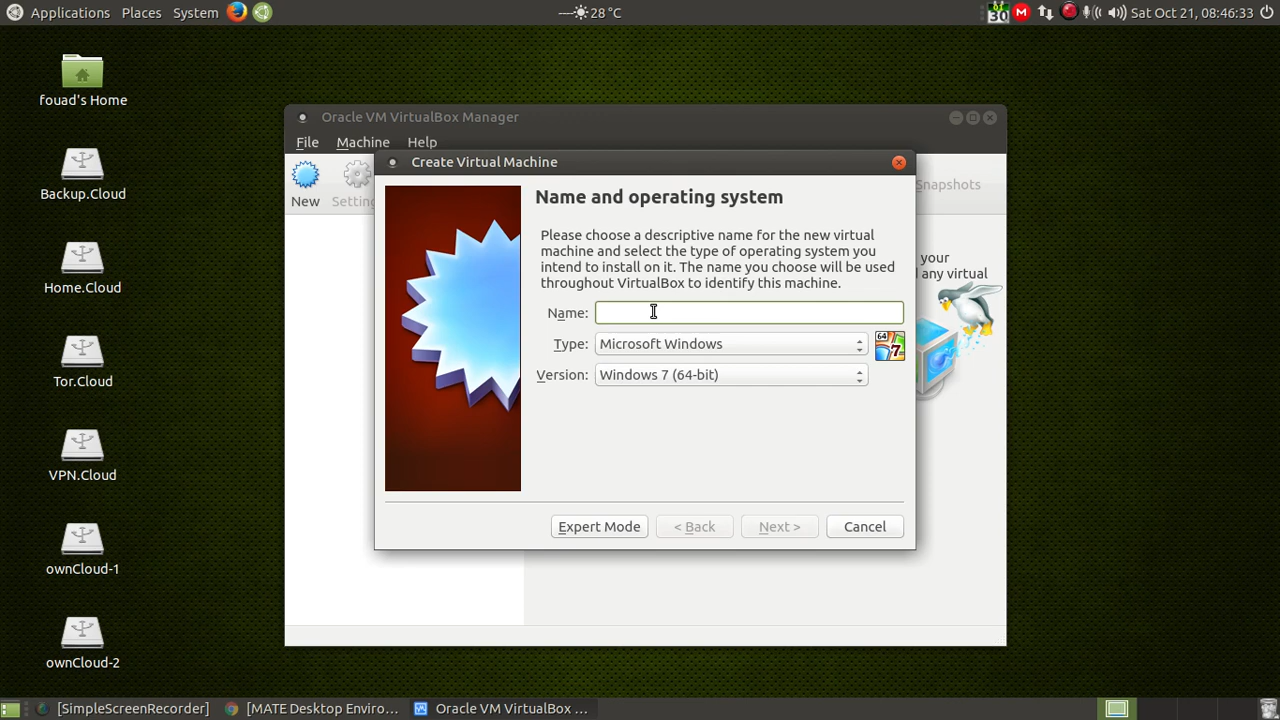 Applications Places System
28 °C
30 M Sat Oct 21, 08:46:33
fouad's Home
Backup.Cloud
Home.Cloud
Tor.Cloud
VPN.Cloud
ownCloud-1
ownCloud-2
Oracle VM VirtualBox Manager
File Machine Help
New
Settin
Snapshots
your
d any virtual
Create Virtual Machine
Name and operating system
Please choose a descriptive name for the new virtual
machine and select the type of operating system you
intend to install on it. The name you choose will be used
throughout VirtualBox to identify this machine.
Name:
Type: Microsoft Windows
64 7
Version: Windows 7 (64-bit)
Expert Mode < Back Next > Cancel
[SimpleScreenRecorder] [MATE Desktop Enviro... Oracle VM VirtualBox ...